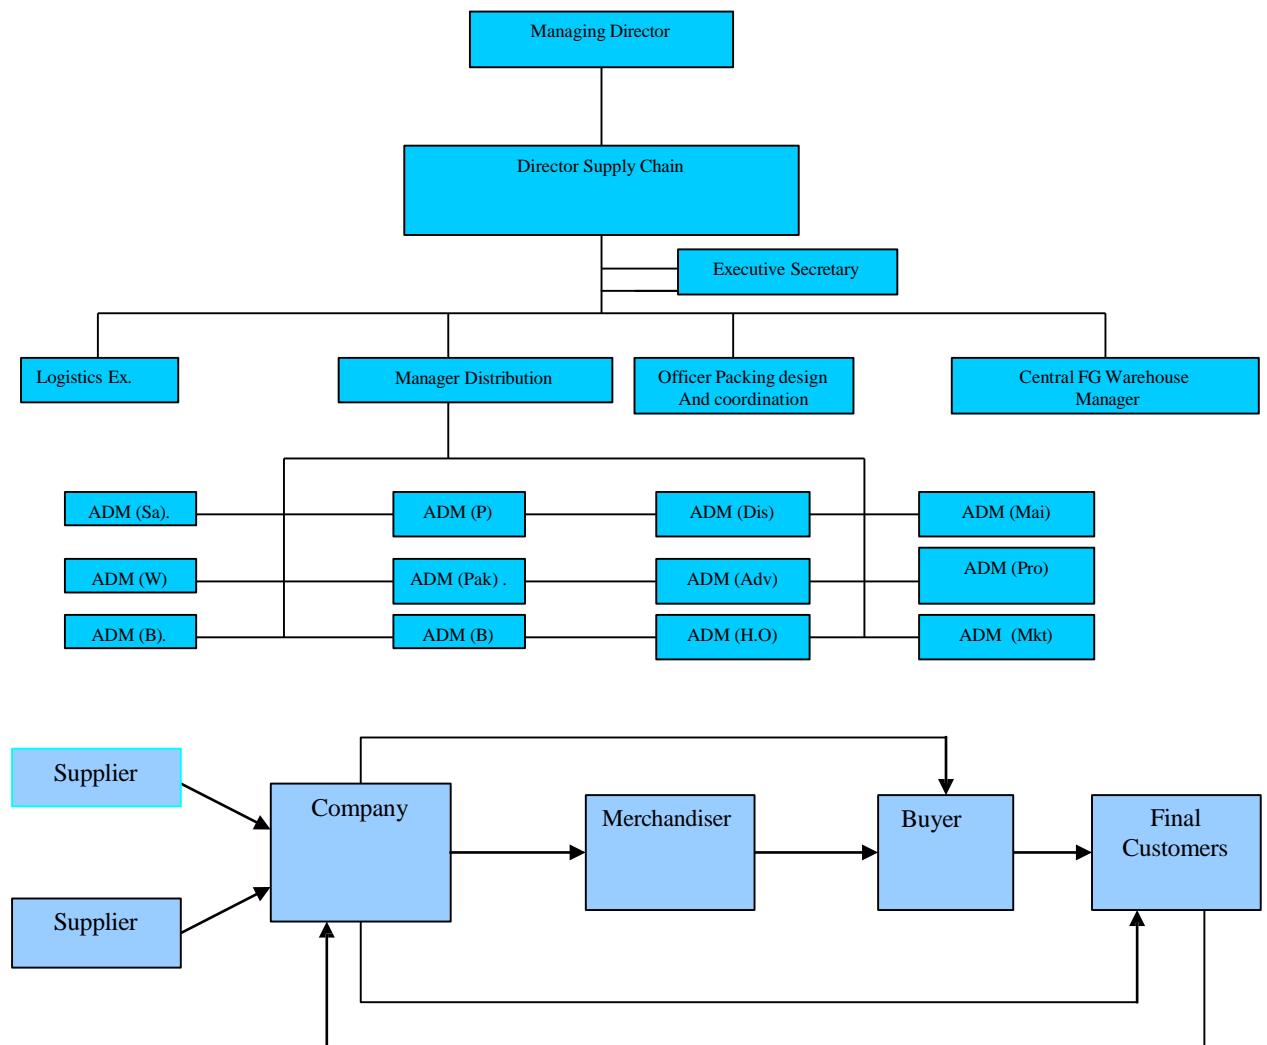 Managing Director
Director Supply Chain
Executive Secretary
Logistics Ex.
Manager Distribution
Officer Packing design
And coordination
Central FG Warehouse
Manager
ADM (Sa).
ADM (P)
ADM (Dis)
ADM (Mai)
ADM (W)
ADM (Pak) .
ADM (Adv)
ADM (Pro)
ADM (B).
ADM (B)
ADM (H.O)
ADM (Mkt)
Supplier
Company
Merchandiser
Buyer
Final
Customers
Supplier